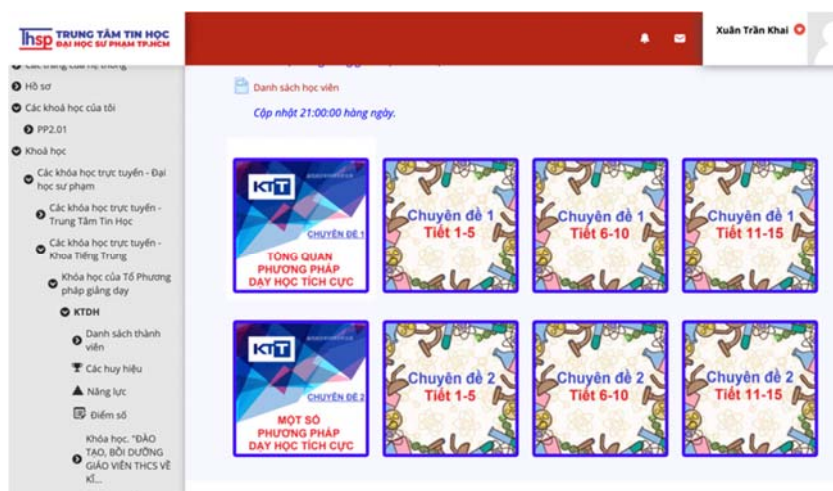 Ihsp TRUNG TÂM TIN HỌC
ĐẠI HỌC SƯ PHẠM TP.HCM
Xuân Trần Khai
Các trang của hệ thống
Hồ sơ
Các khoá học của tôi
PP2.01
Khoá học
Các khóa học trực tuyến - Đại
học sư phạm
Các khóa học trực tuyến -
Trung Tâm Tin Học
Các khóa học trực tuyến -
Khoa Tiếng Trung
Khóa học của Tổ Phương
pháp giảng dạy
KTDH
Danh sách thành
viên
Các huy hiệu
Năng lực
Điểm số
Khóa học. "ĐÀO
TẠO, BỒI DƯỠNG
GIÁO VIÊN THCS VỀ
KĨ...
Danh sách học viên
Cập nhật 21:00:00 hàng ngày.
KTT
CHUYÊN ĐỀ 1
TỔNG QUAN
PHƯƠNG PHÁP
DẠY HỌC TÍCH CỰC
Chuyên đề 1
Tiết 1-5
Chuyên đề 1
Tiết 6-10
Chuyên đề 1
Tiết 11-15
KTT
CHUYÊN ĐỀ 2
MỘT SỐ
PHƯƠNG PHÁP
DẠY HỌC TÍCH CỰC
Chuyên đề 2
Tiết 1-5
Chuyên đề 2
Tiết 6-10
Chuyên đề 2
Tiết 11-15